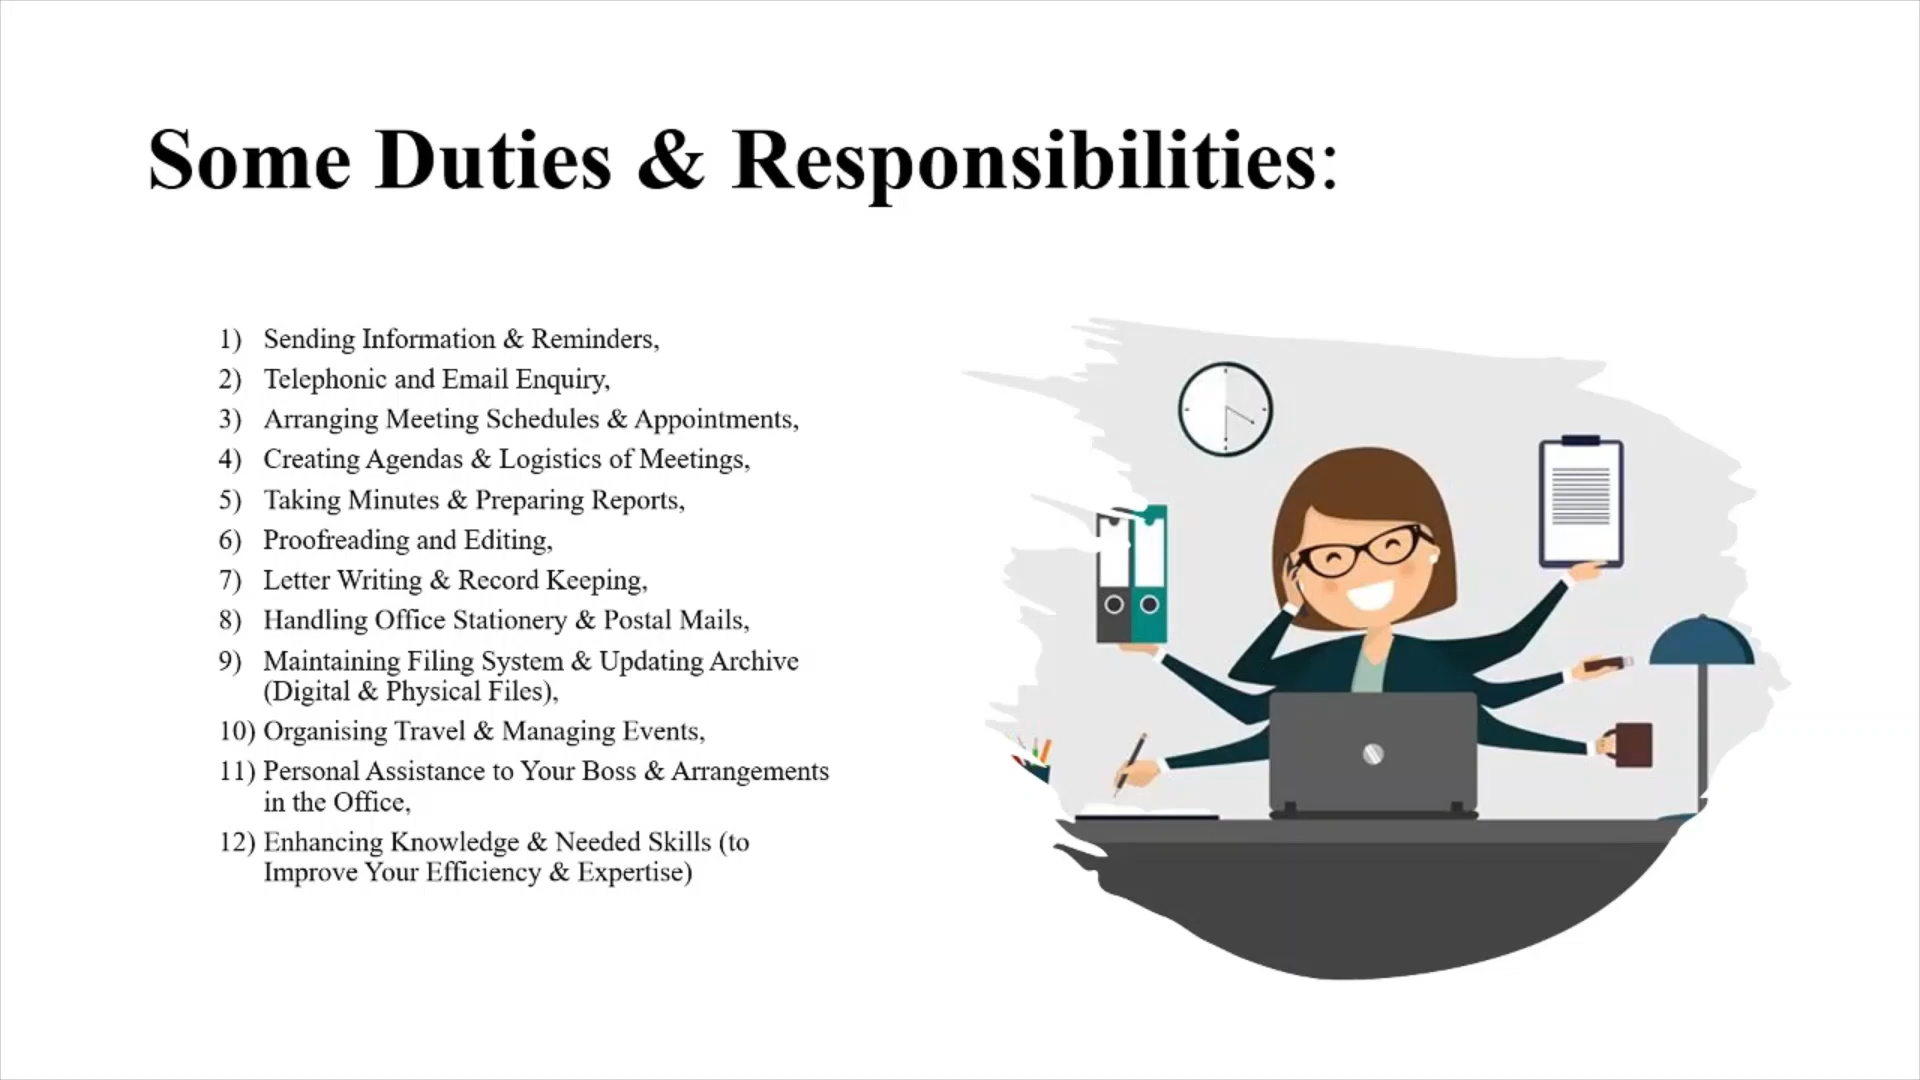 Some Duties & Responsibilities:
1) Sending Information & Reminders,
2) Telephonic and Email Enquiry,
3) Arranging Meeting Schedules & Appointments,
4) Creating Agendas & Logistics of Meetings,
5) Taking Minutes & Preparing Reports,
6) Proofreading and Editing,
7) Letter Writing & Record Keeping,
8) Handling Office Stationery & Postal Mails,
9) Maintaining Filing System & Updating Archive
(Digital & Physical Files),
10) Organising Travel & Managing Events,
11) Personal Assistance to Your Boss & Arrangements
in the Office,
12) Enhancing Knowledge & Needed Skills (to
Improve Your Efficiency & Expertise)